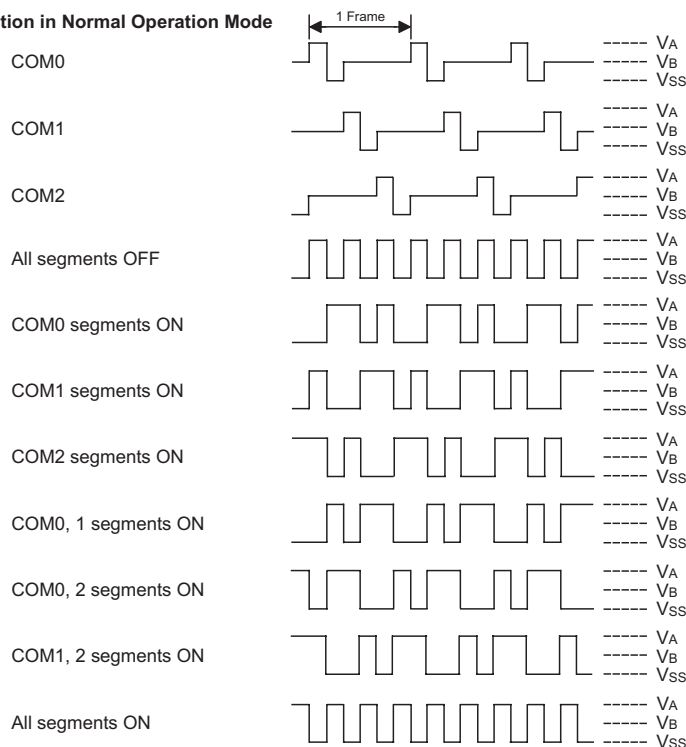 tion in Normal Operation Mode
1 Frame
COM0
VA
VB
VSS
COM1
VA
VB
VSS
COM2
VA
VB
VSS
All segments OFF
VA
VB
VSS
COM0 segments ON
VA
VB
VSS
COM1 segments ON
VA
VB
VSS
COM2 segments ON
VA
VB
VSS
COM0, 1 segments ON
VA
VB
VSS
COM0, 2 segments ON
VA
VB
VSS
COM1, 2 segments ON
VA
VB
VSS
All segments ON
VA
VB
VSS